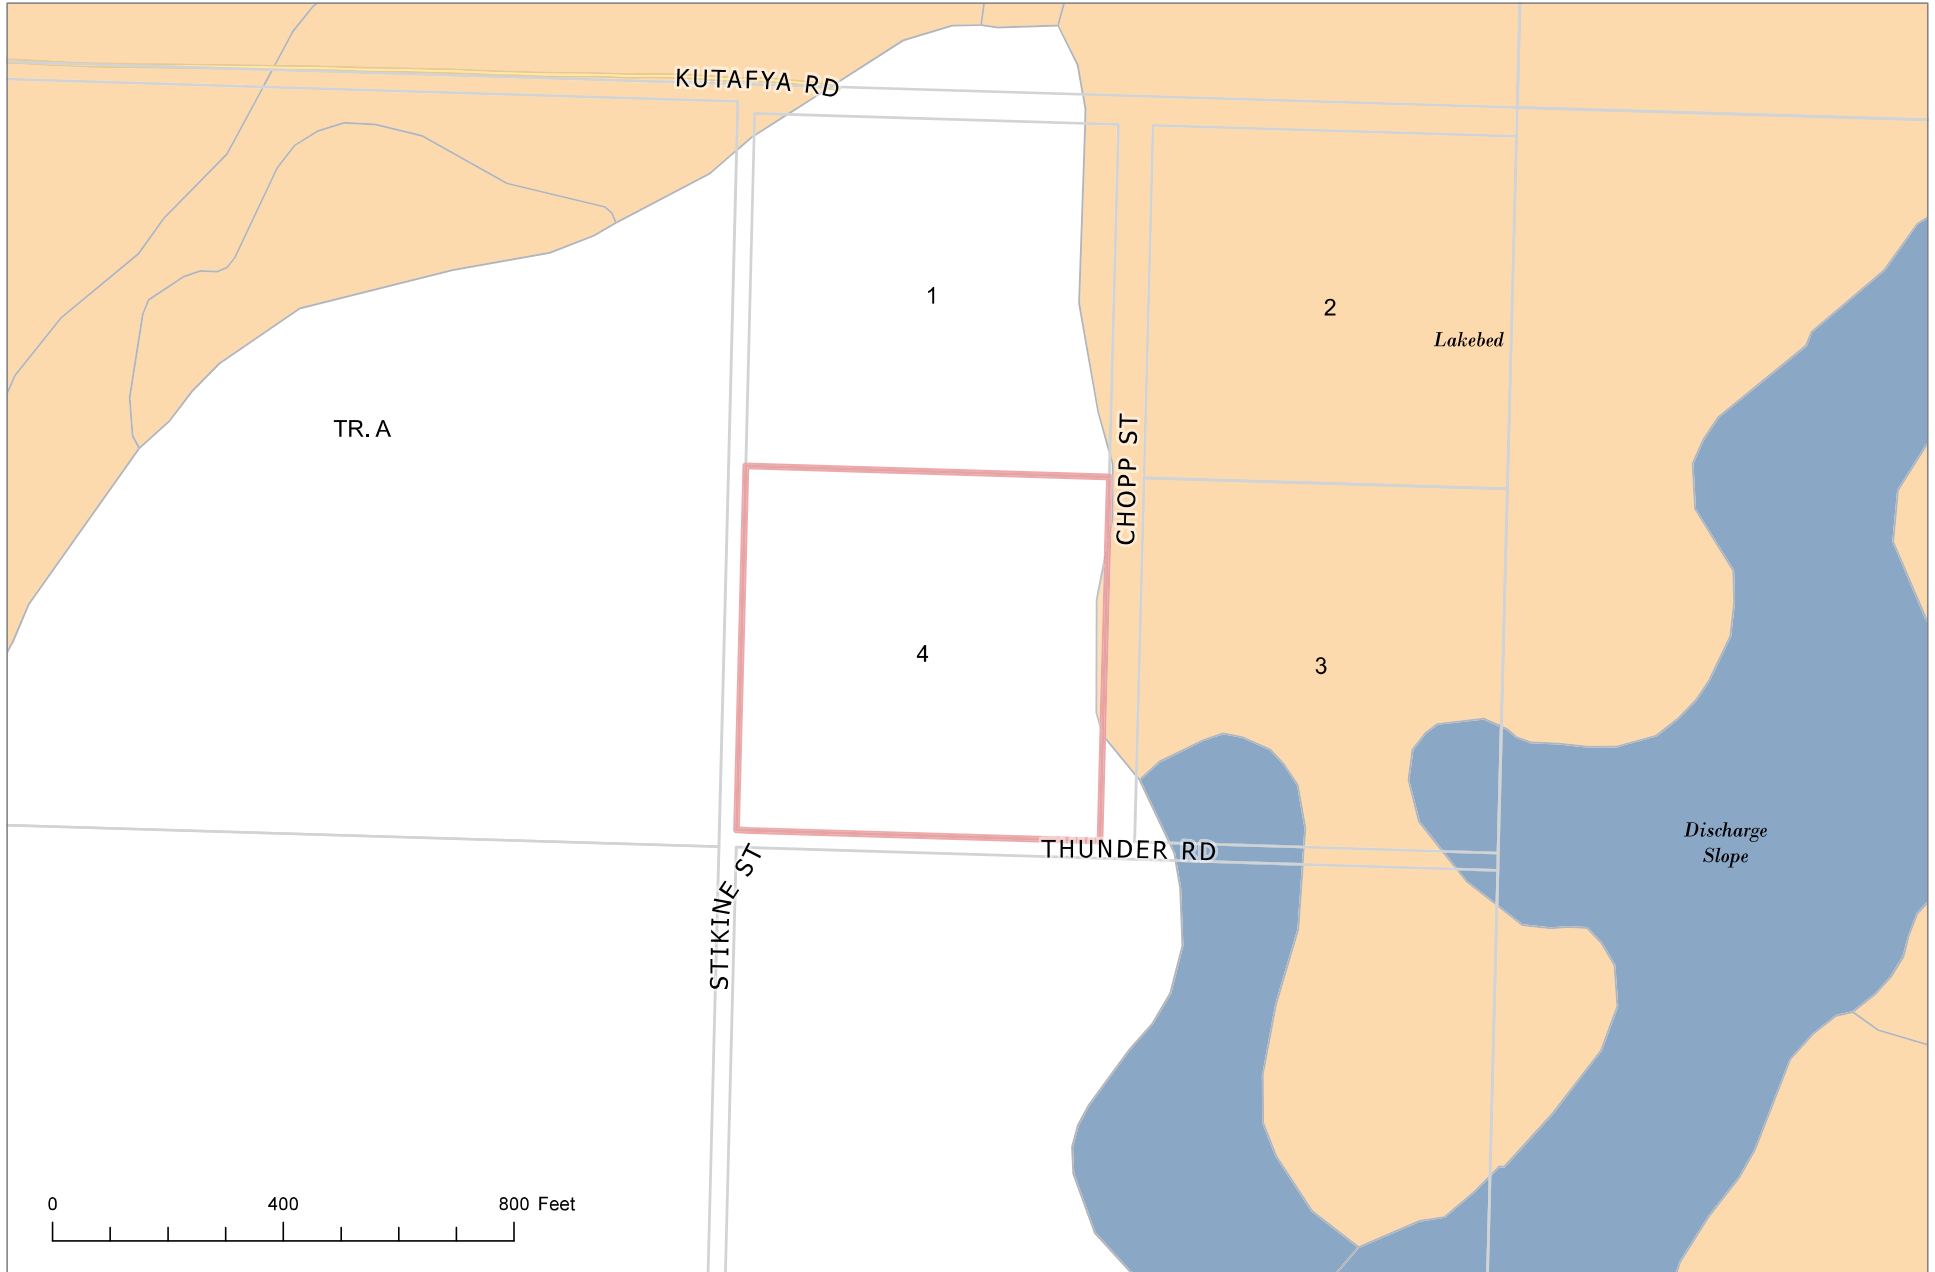 KUTAFYA RD
1
2
Lakebed
TR. A
CHOPP ST
4
3
Discharge
Slope
THUNDER RD
STIKINE ST
0 400 800 Feet